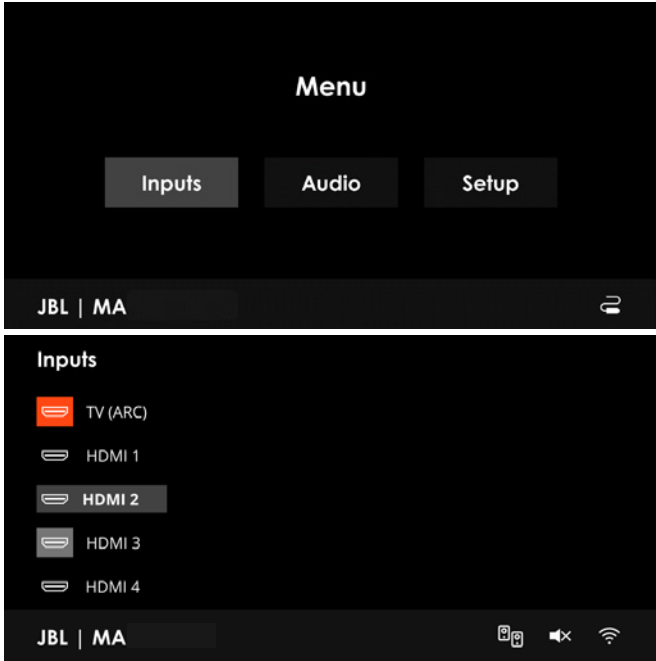 Menu
Inputs Audio Setup
JBL | MA
Inputs
TV (ARC)
HDMI 1
HDMI 2
HDMI 3
HDMI 4
JBL | MA